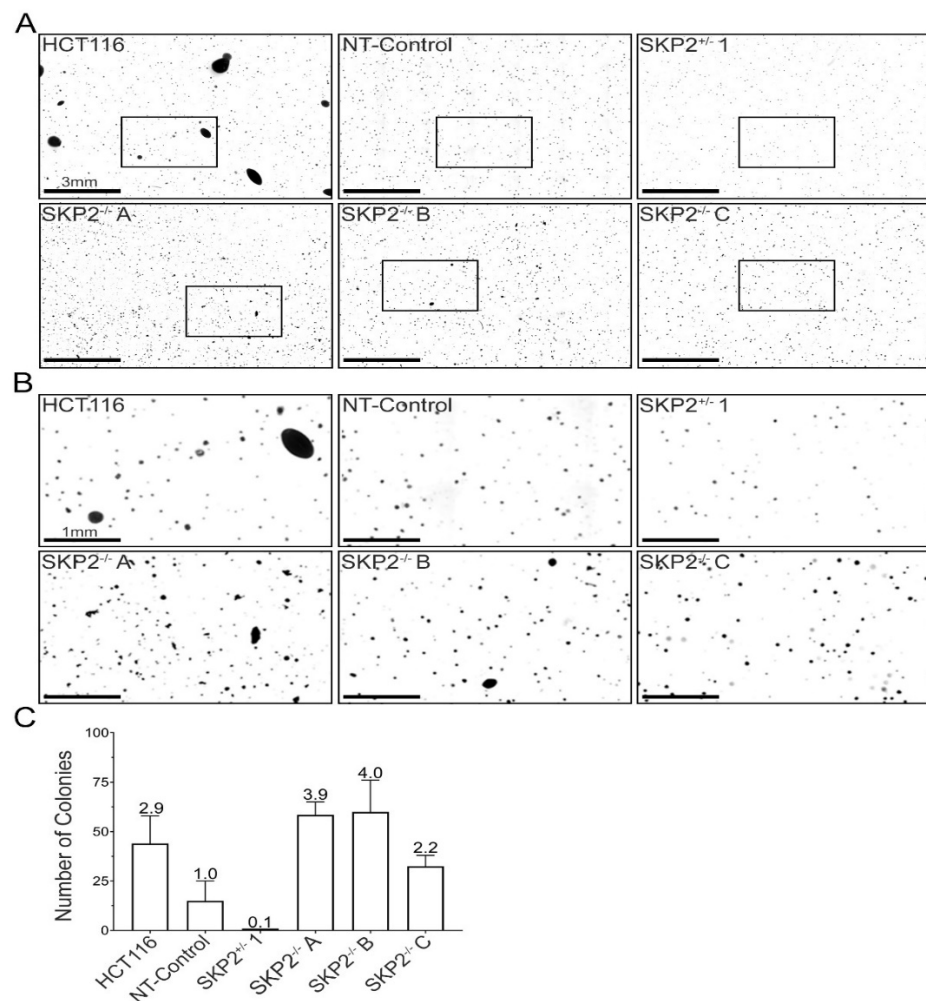 A
HCT116 NT-Control SKP2+/- 1
3mm
SKP2-/- A SKP2-/- B SKP2-/- C
B
HCT116 NT-Control SKP2+/- 1
1mm
SKP2-/- A SKP2-/- B SKP2-/- C
C
Number of Colonies
100
75
50
25
0
2.9 1.0 0.1 3.9 4.0 2.2
HCT116 NT-Control SKP2+/- 1 SKP2-/- A SKP2-/- B SKP2-/- C